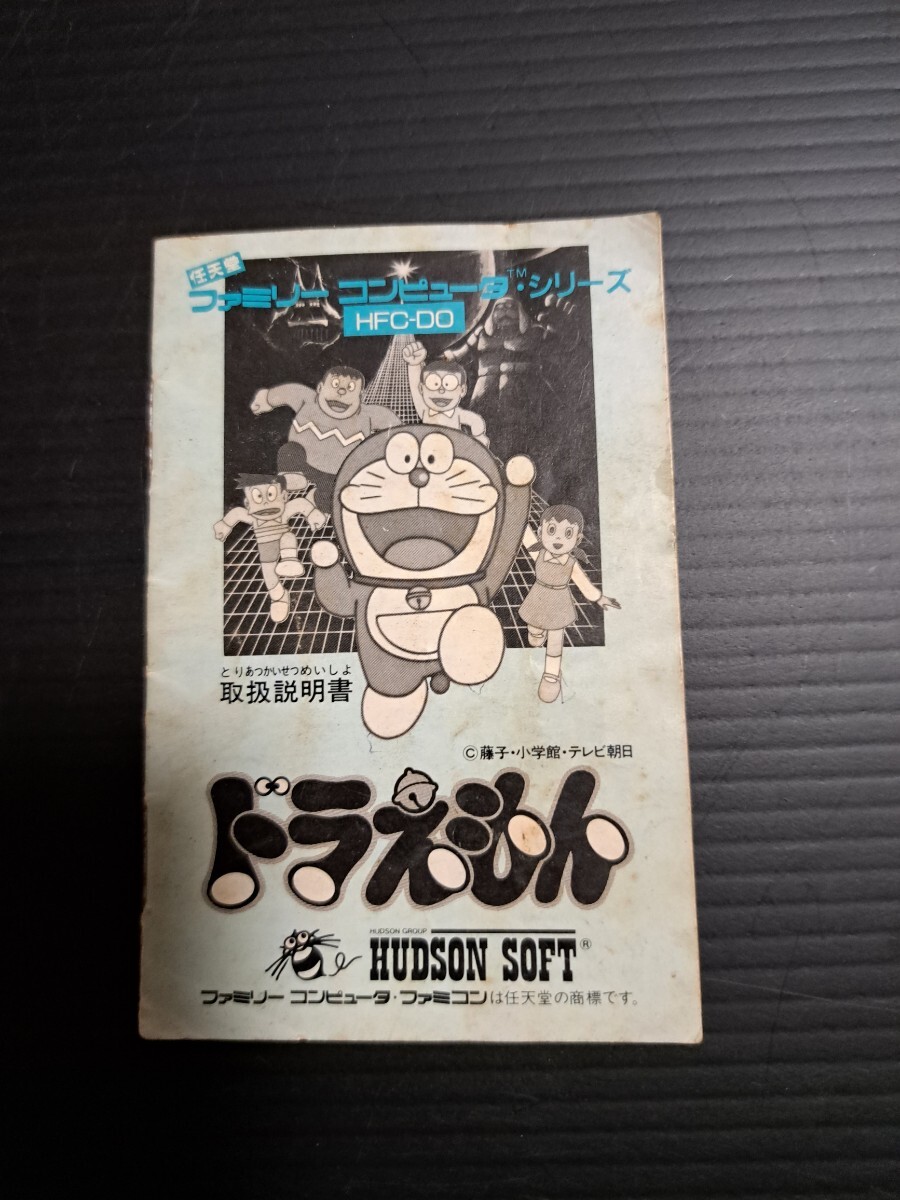 任天堂
ファミリー コンピュータ™・シリーズ
HFC-DO
とりあつかいせつめいしょ
取扱説明書
©藤子・小学館・テレビ朝日
ドラえもん
HUDSON GROUP
HUDSON SOFT®
ファミリー コンピュータ・ファミコンは任天堂の商標です。